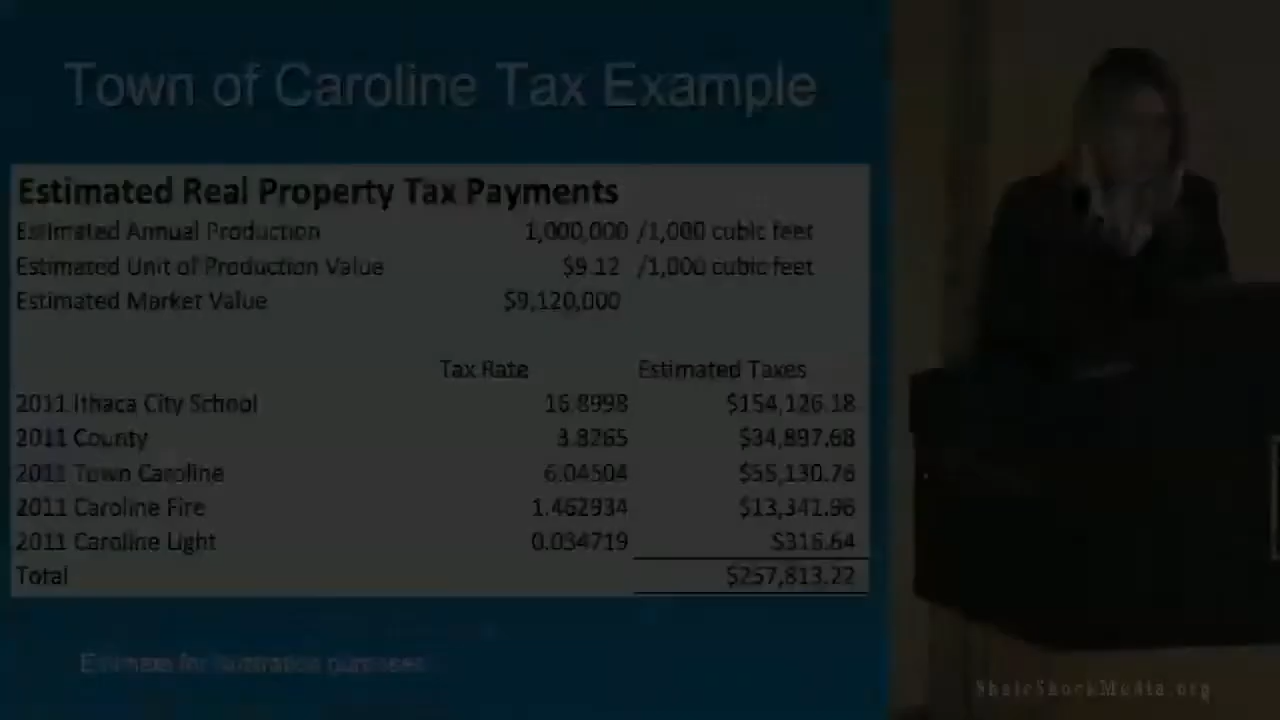 Town of Caroline Tax Example
Estimated Real Property Tax Payments
Estimated Annual Production 1,000,000 /1,000 cubic feet
Estimated Unit of Production Value $9.12 /1,000 cubic feet
Estimated Market Value $9,120,000
Tax Rate Estimated Taxes
2011 Ithaca City School 16.8998 $154,126.18
2011 County 3.8265 $34,897.68
2011 Town Caroline 6.04504 $55,130.76
2011 Caroline Fire 1.462934 $13,341.96
2011 Caroline Light 0.034719 $316.64
Total $257,813.22
Estimate for illustration purposes
ShaleShockMedia.org